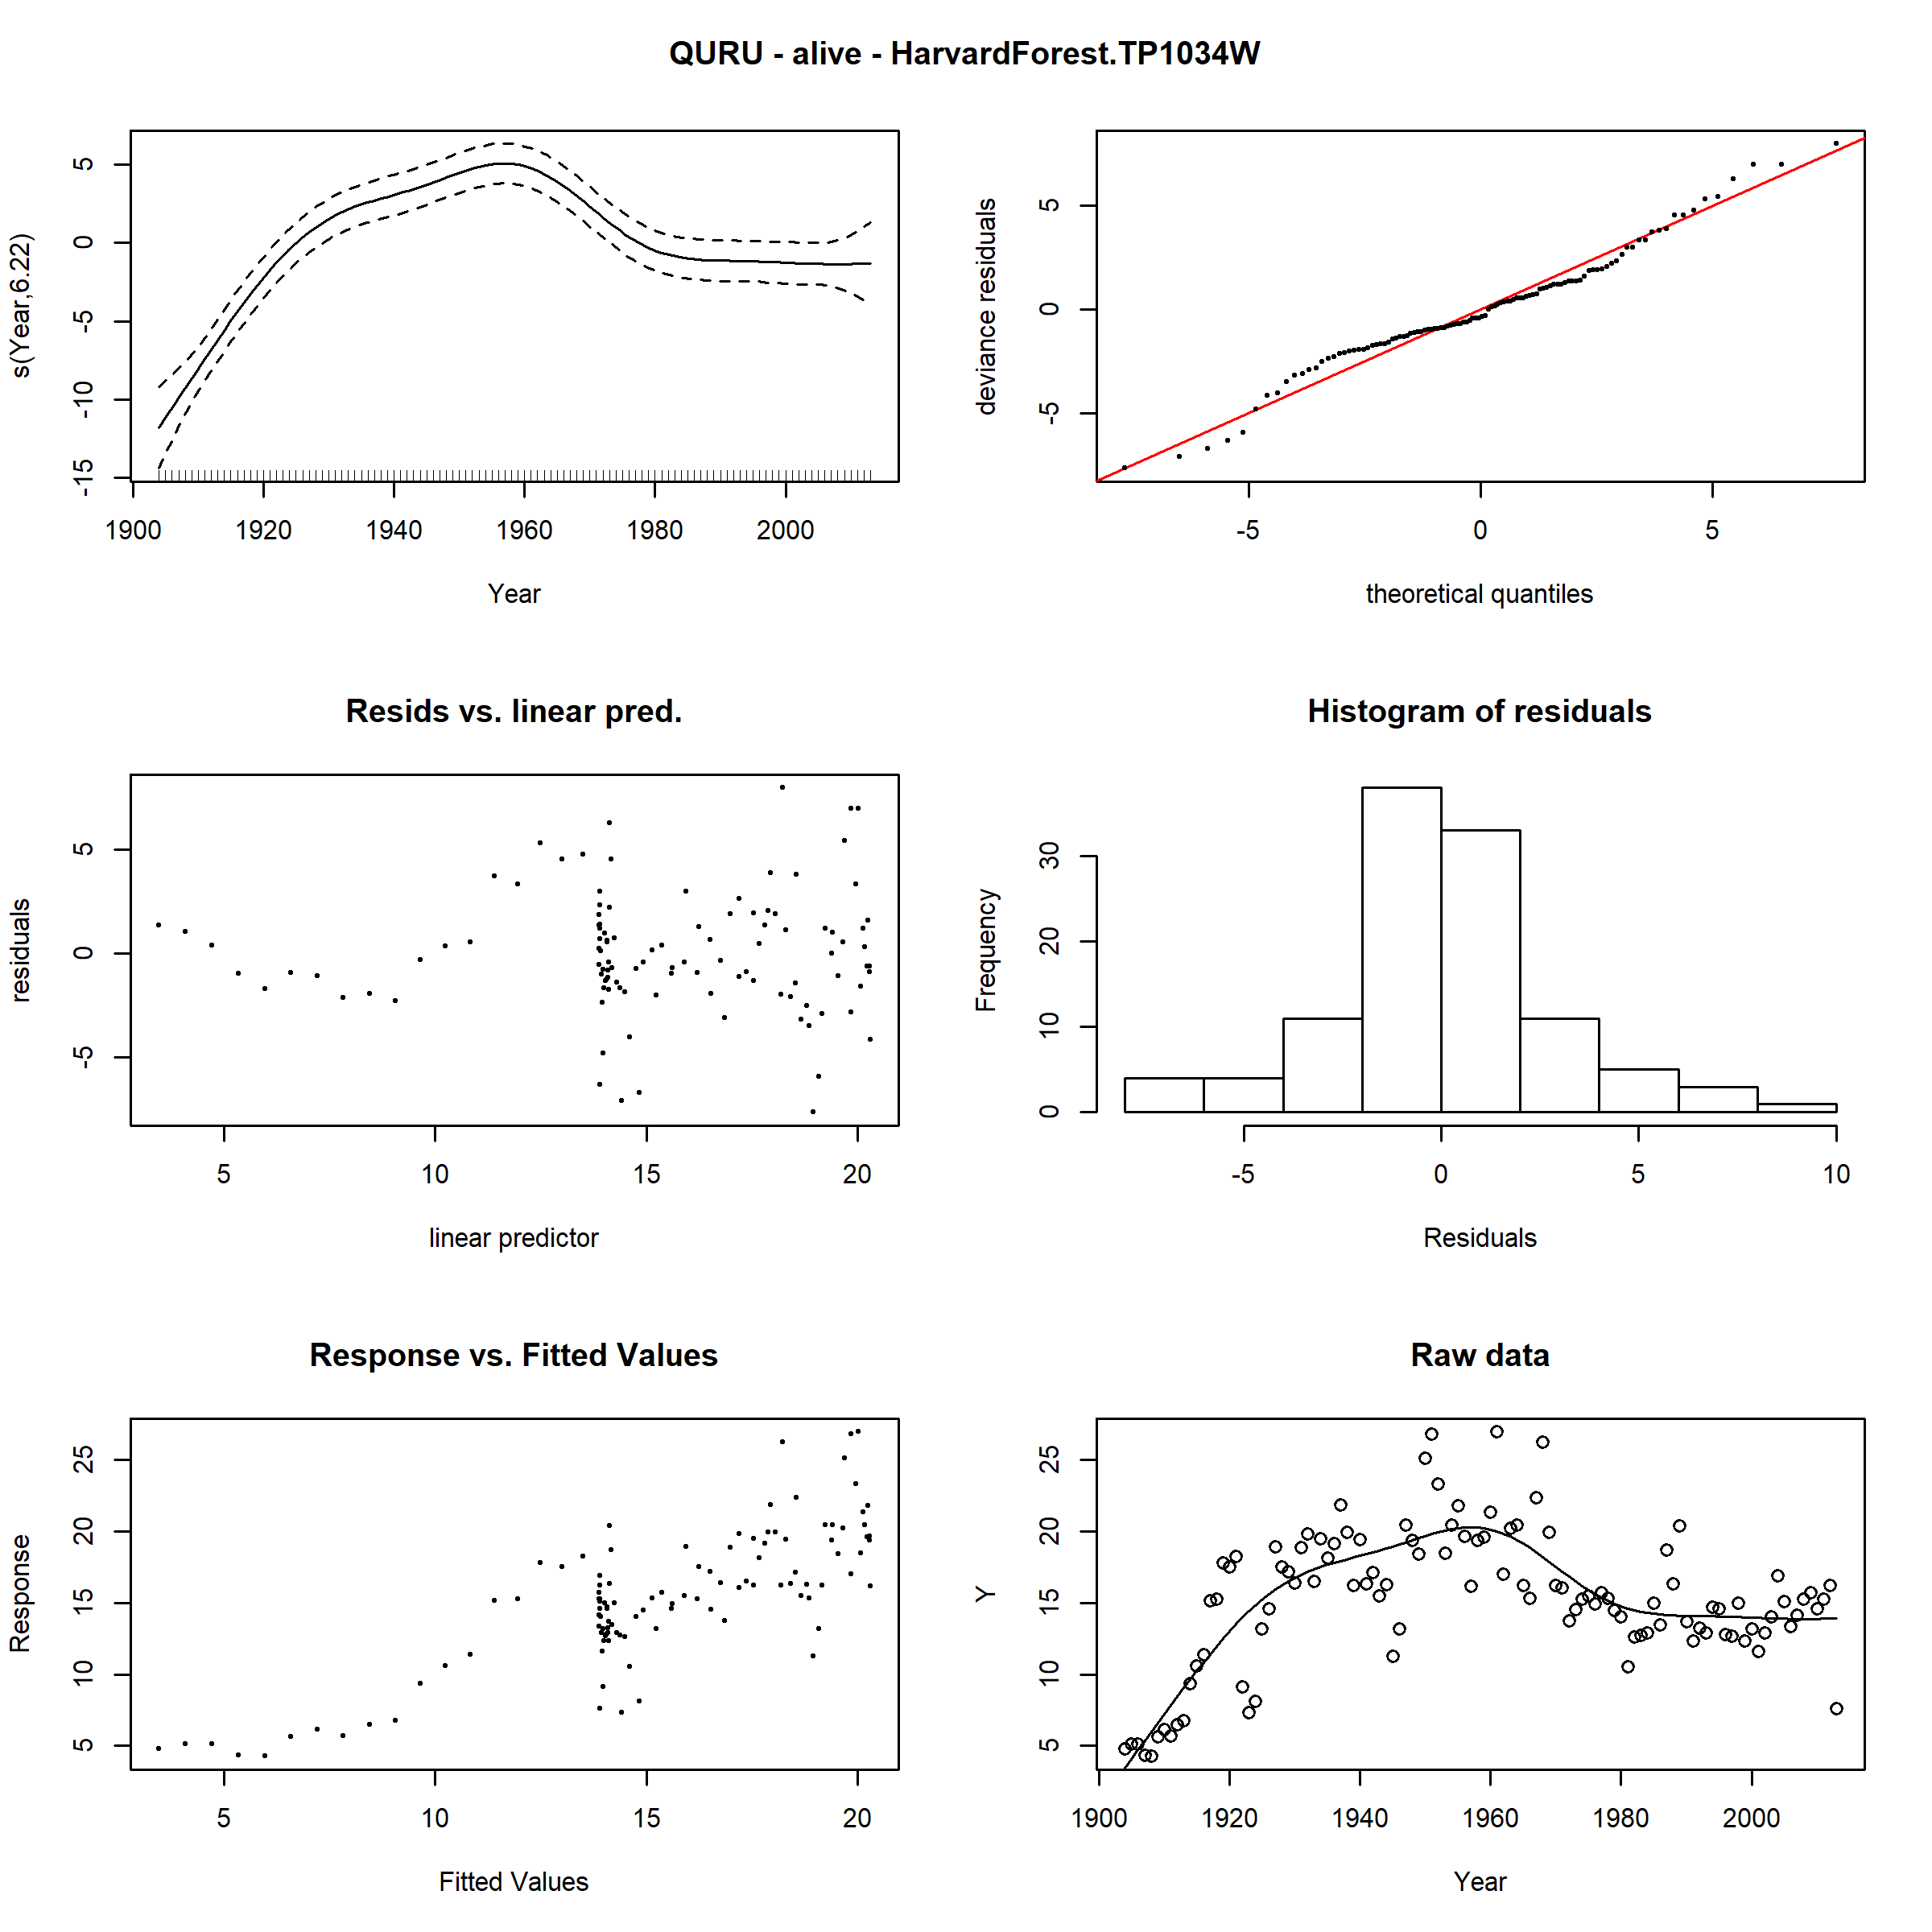 QURU - alive - HarvardForest.TP1034W
s(Year,6.22)
5
0
-5
-10
-15
1900 1920 1940 1960 1980 2000
Year
deviance residuals
5
0
-5
-5 0 5
theoretical quantiles
Resids vs. linear pred.
residuals
5
0
-5
5 10 15 20
linear predictor
Histogram of residuals
Frequency
30
20
10
0
-5 0 5 10
Residuals
Response vs. Fitted Values
Response
25
20
15
10
5
5 10 15 20
Fitted Values
Raw data
Y
25
20
15
10
5
1900 1920 1940 1960 1980 2000
Year